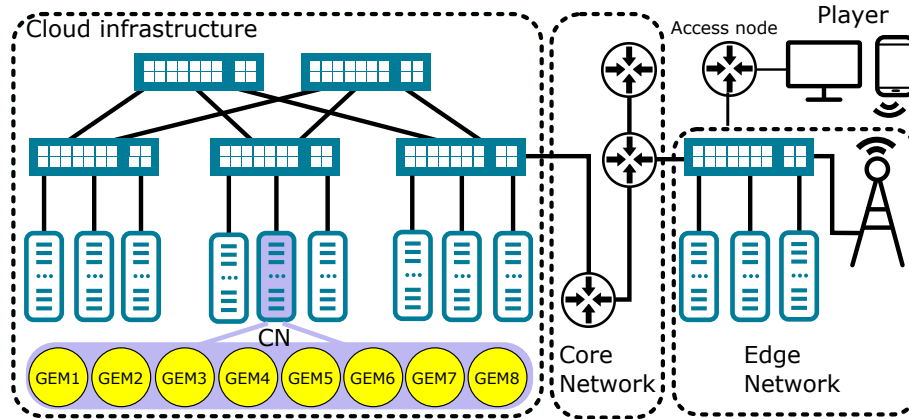 Cloud infrastructure
Access node
Player
CN
GEM1 GEM2 GEM3 GEM4 GEM5 GEM6 GEM7 GEM8
Core
Network
Edge
Network